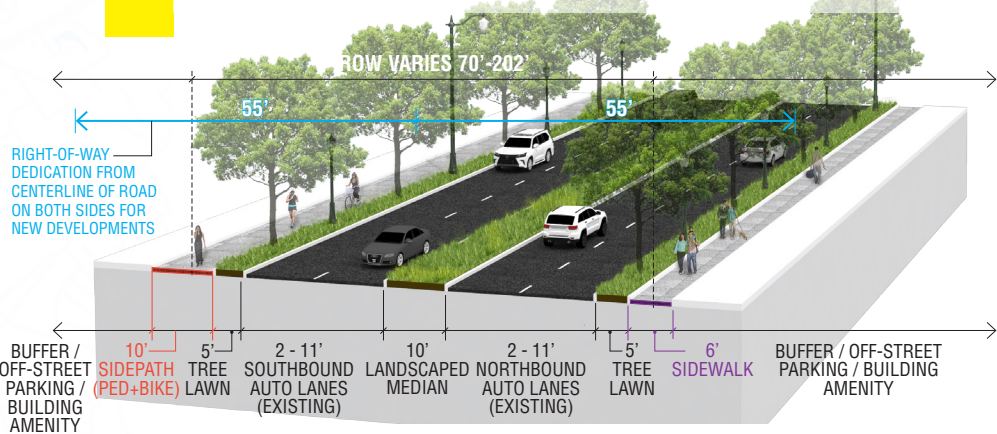 ROW VARIES 70'-202'
55'
55'
RIGHT-OF-WAY
DEDICATION FROM
CENTERLINE OF ROAD
ON BOTH SIDES FOR
NEW DEVELOPMENTS
BUFFER /
OFF-STREET
PARKING /
BUILDING
AMENITY
10'
SIDEPATH
(PED+BIKE)
5'
TREE
LAWN
2 - 11'
SOUTHBOUND
AUTO LANES
(EXISTING)
10'
LANDSCAPED
MEDIAN
2 - 11'
NORTHBOUND
AUTO LANES
(EXISTING)
5'
TREE
LAWN
6'
SIDEWALK
BUFFER / OFF-STREET
PARKING / BUILDING
AMENITY